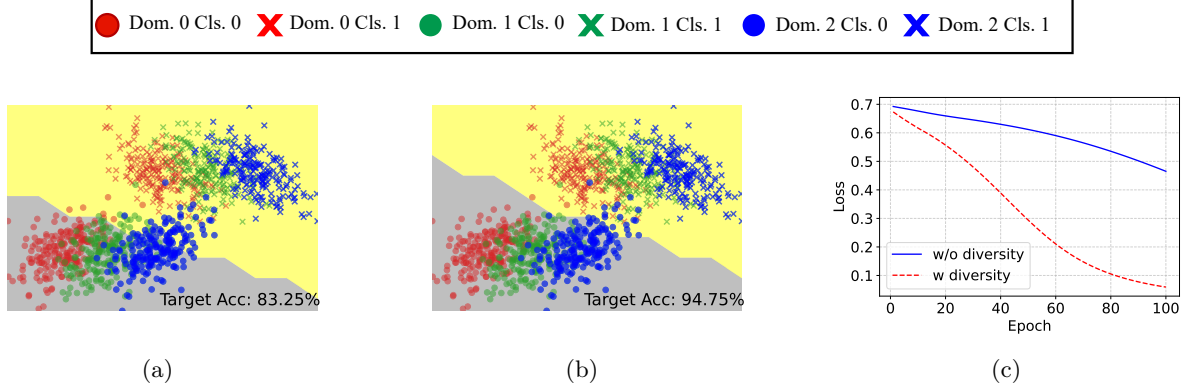 Dom. 0 Cls. 0 Dom. 0 Cls. 1 Dom. 1 Cls. 0 Dom. 1 Cls. 1 Dom. 2 Cls. 0 Dom. 2 Cls. 1
Target Acc: 83.25%
(a)
Target Acc: 94.75%
(b)
0.7
0.6
0.5
0.4
0.3
0.2
0.1
Loss
w/o diversity
w diversity
0 20 40 60 80 100
Epoch
(c)